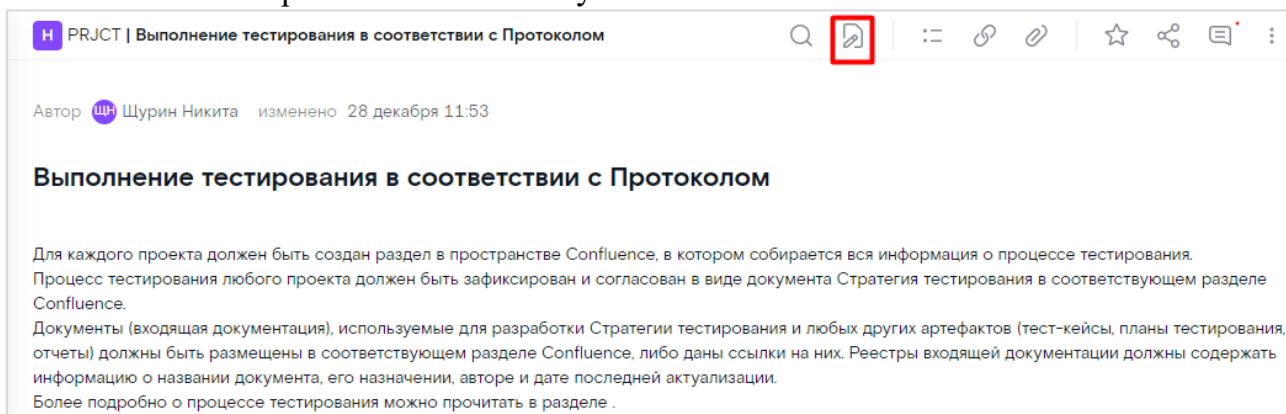 Н PRJCT | Выполнение тестирования в соответствии с Протоколом
Автор ЩН Щурин Никита изменено 28 декабря 11:53
Выполнение тестирования в соответствии с Протоколом
Для каждого проекта должен быть создан раздел в пространстве Confluence, в котором собирается вся информация о процессе тестирования.
Процесс тестирования любого проекта должен быть зафиксирован и согласован в виде документа Стратегия тестирования в соответствующем разделе
Confluence.
Документы (входящая документация), используемые для разработки Стратегии тестирования и любых других артефактов (тест-кейсы, планы тестирования,
отчеты) должны быть размещены в соответствующем разделе Confluence, либо даны ссылки на них. Реестры входящей документации должны содержать
информацию о названии документа, его назначении, авторе и дате последней актуализации.
Более подробно о процессе тестирования можно прочитать в разделе .